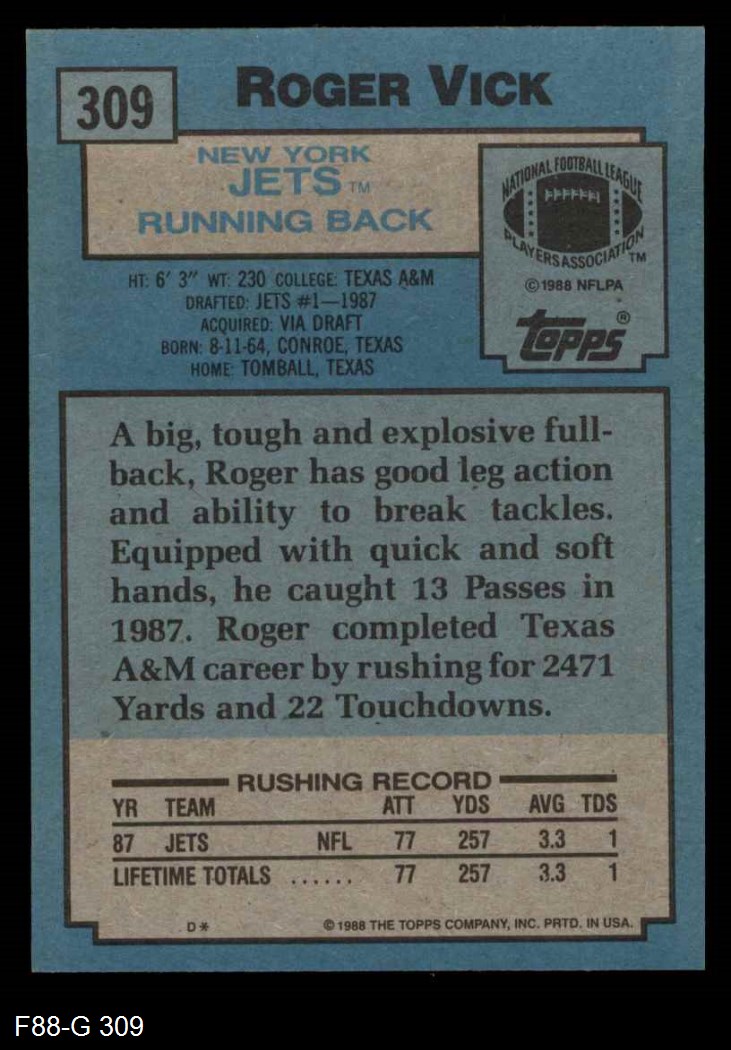 309
ROGER VICK
NEW YORK
JETS TM
RUNNING BACK
HT: 6' 3" WT: 230 COLLEGE: TEXAS A&M
DRAFTED: JETS #1—1987
ACQUIRED: VIA DRAFT
BORN: 8-11-64, CONROE, TEXAS
HOME: TOMBALL, TEXAS
NATIONAL FOOTBALL LEAGUE
PLAYERS ASSOCIATION TM
© 1988 NFLPA
topps®
A big, tough and explosive full-
back, Roger has good leg action
and ability to break tackles.
Equipped with quick and soft
hands, he caught 13 Passes in
1987. Roger completed Texas
A&M career by rushing for 2471
Yards and 22 Touchdowns.
RUSHING RECORD
YR TEAM ATT YDS AVG TDS
87 JETS NFL 77 257 3.3 1
LIFETIME TOTALS ...... 77 257 3.3 1
D* © 1988 THE TOPPS COMPANY, INC. PRTD. IN USA.
F88-G 309